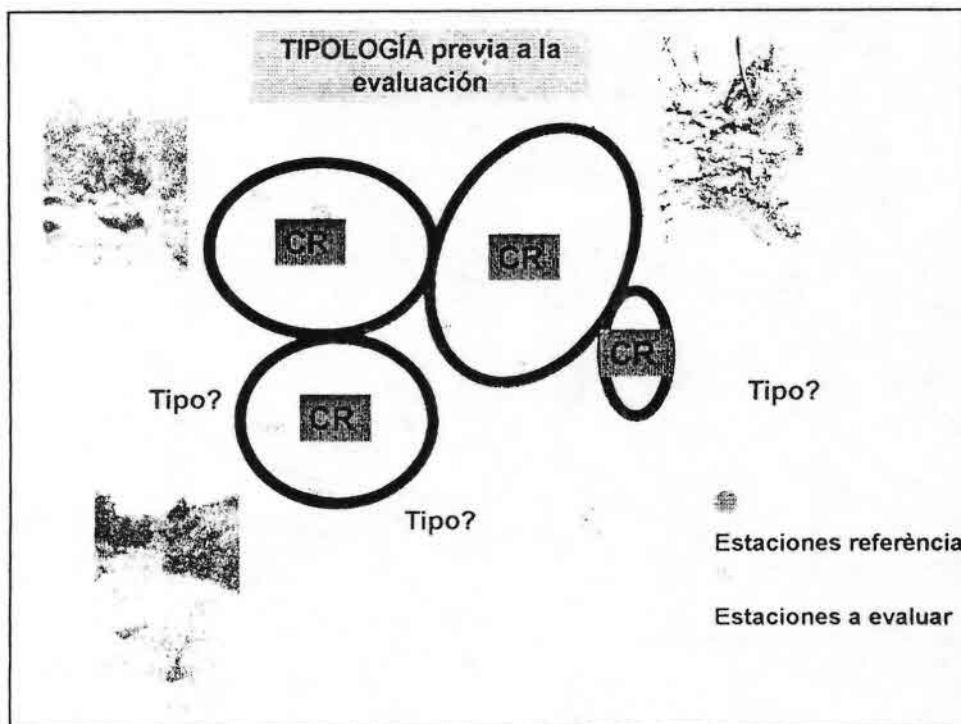 TIPOLOGÍA previa a la
evaluación
CR
CR
CR
CR
Tipo?
Tipo?
Tipo?
Estaciones referència
Estaciones a evaluar